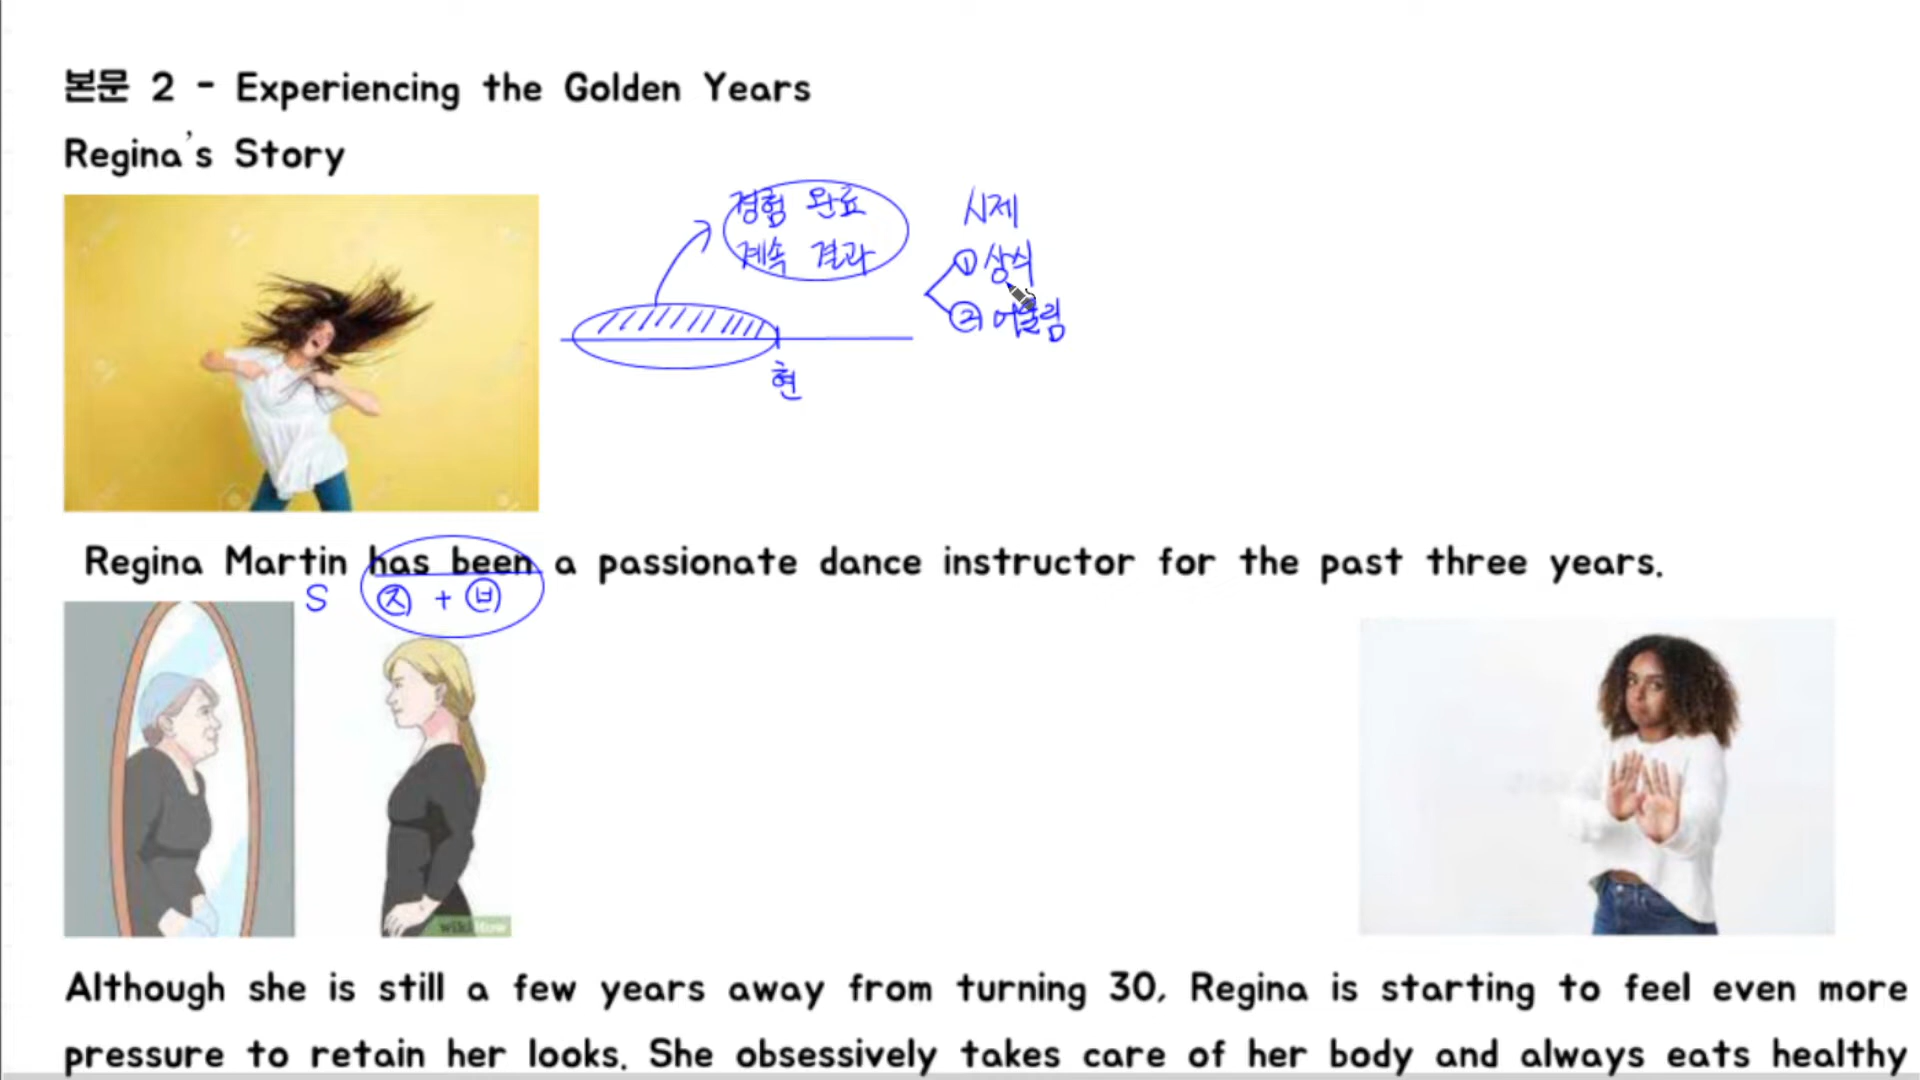 본문 2 - Experiencing the Golden Years
Regina's Story
경험 완료
계속 결과
시제
① 상식
② 어울림
현
Regina Martin has been a passionate dance instructor for the past three years.
S ㉨ + ㉥
wikiHow
Although she is still a few years away from turning 30, Regina is starting to feel even more
pressure to retain her looks. She obsessively takes care of her body and always eats healthy